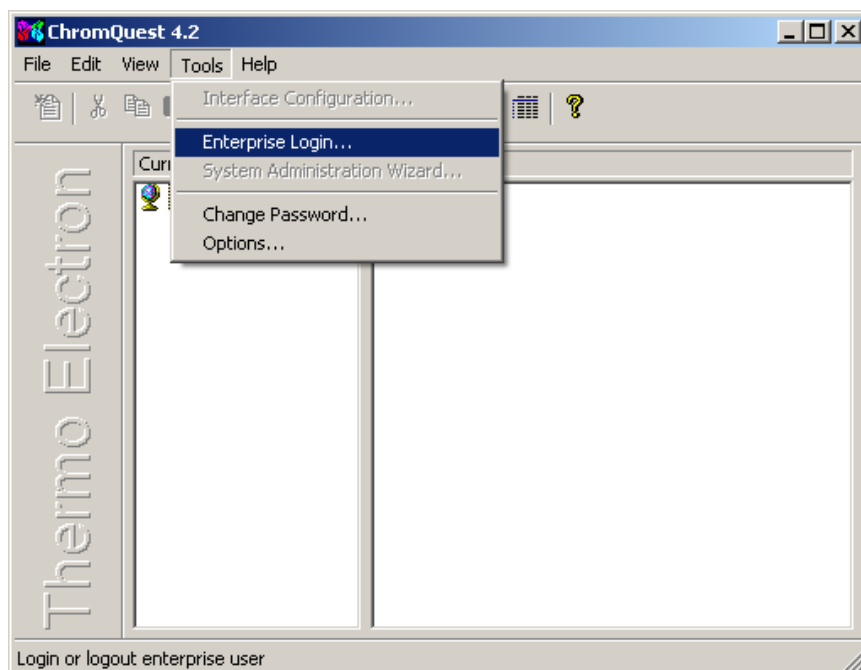 ChromQuest 4.2
File Edit View Tools Help
Interface Configuration...
Enterprise Login...
System Administration Wizard...
Change Password...
Options...
Thermo Electron
Login or logout enterprise user